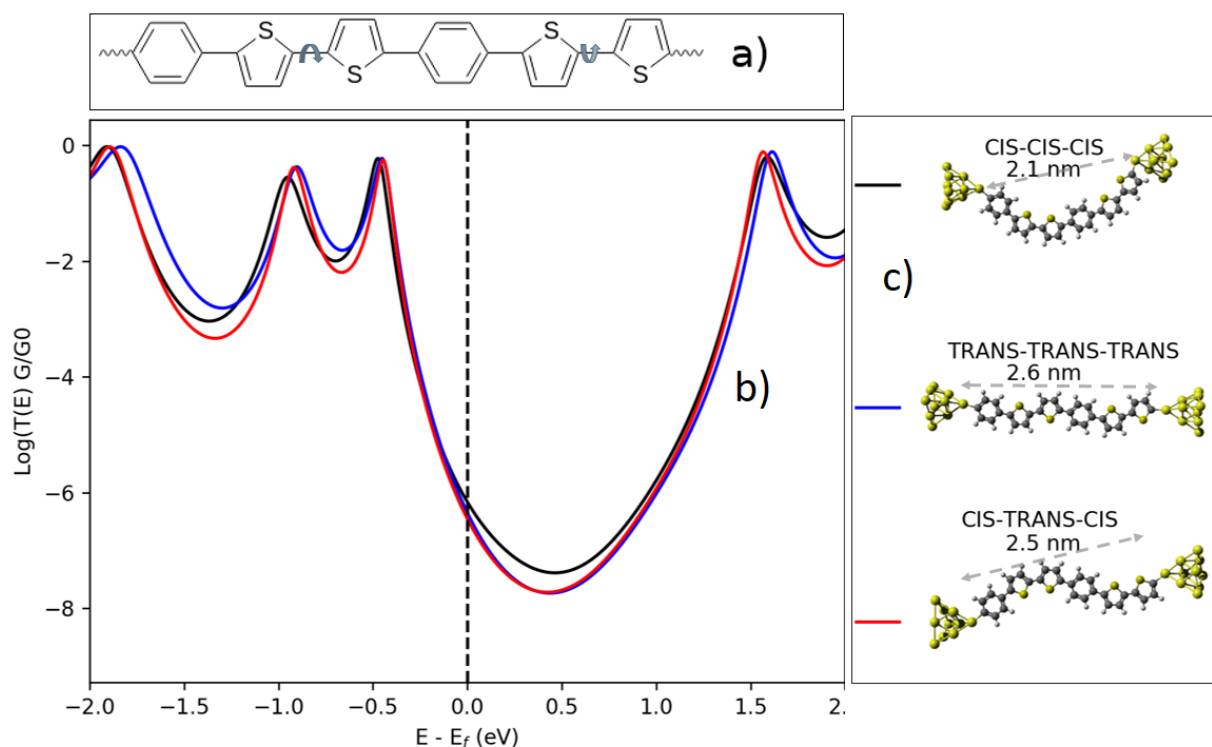 S
S
S
S
a)
0
−2
−4
−6
−8
Log(T(E) G/G0
−2.0
−1.5
−1.0
−0.5
0.0
0.5
1.0
1.5
2.
E - E_f (eV)
b)
CIS-CIS-CIS
2.1 nm
c)
TRANS-TRANS-TRANS
2.6 nm
CIS-TRANS-CIS
2.5 nm